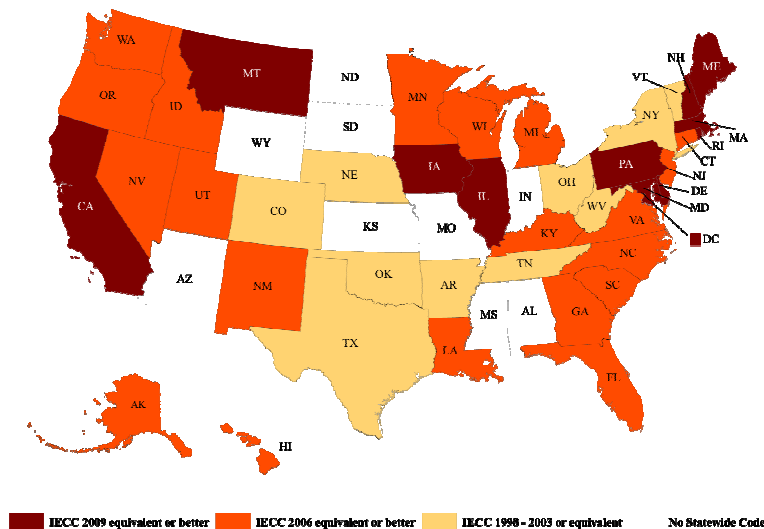 WA
MT
ND
OR
ID
MN
WI
MI
NH
VT
ME
NY
SD
WY
MA
RI
CT
NJ
PA
DE
MD
DC
IA
NE
NV
UT
CO
CA
IL
IN
OH
WV
VA
KS
MO
KY
NC
TN
SC
AZ
NM
OK
AR
MS
AL
GA
TX
LA
FL
AK
HI
IECC 2009 equivalent or better
IECC 2006 equivalent or better
IECC 1998 - 2003 or equivalent
No Statewide Code